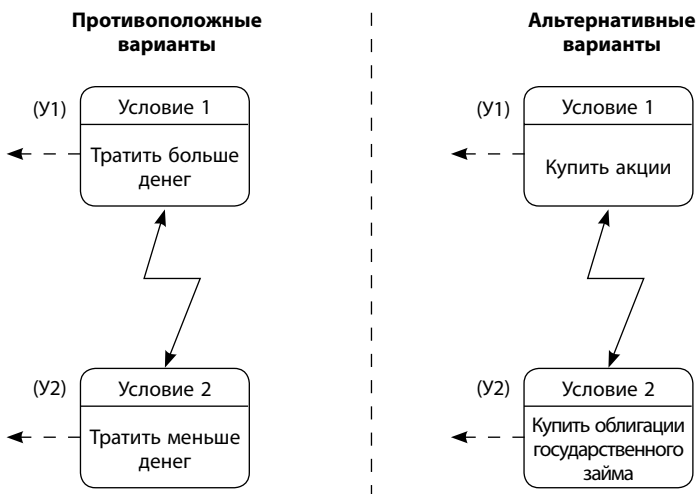 Противоположные
варианты
(У1)
Условие 1
Тратить больше
денег
(У2)
Условие 2
Тратить меньше
денег
Альтернативные
варианты
(У1)
Условие 1
Купить акции
(У2)
Условие 2
Купить облигации
государственного
займа